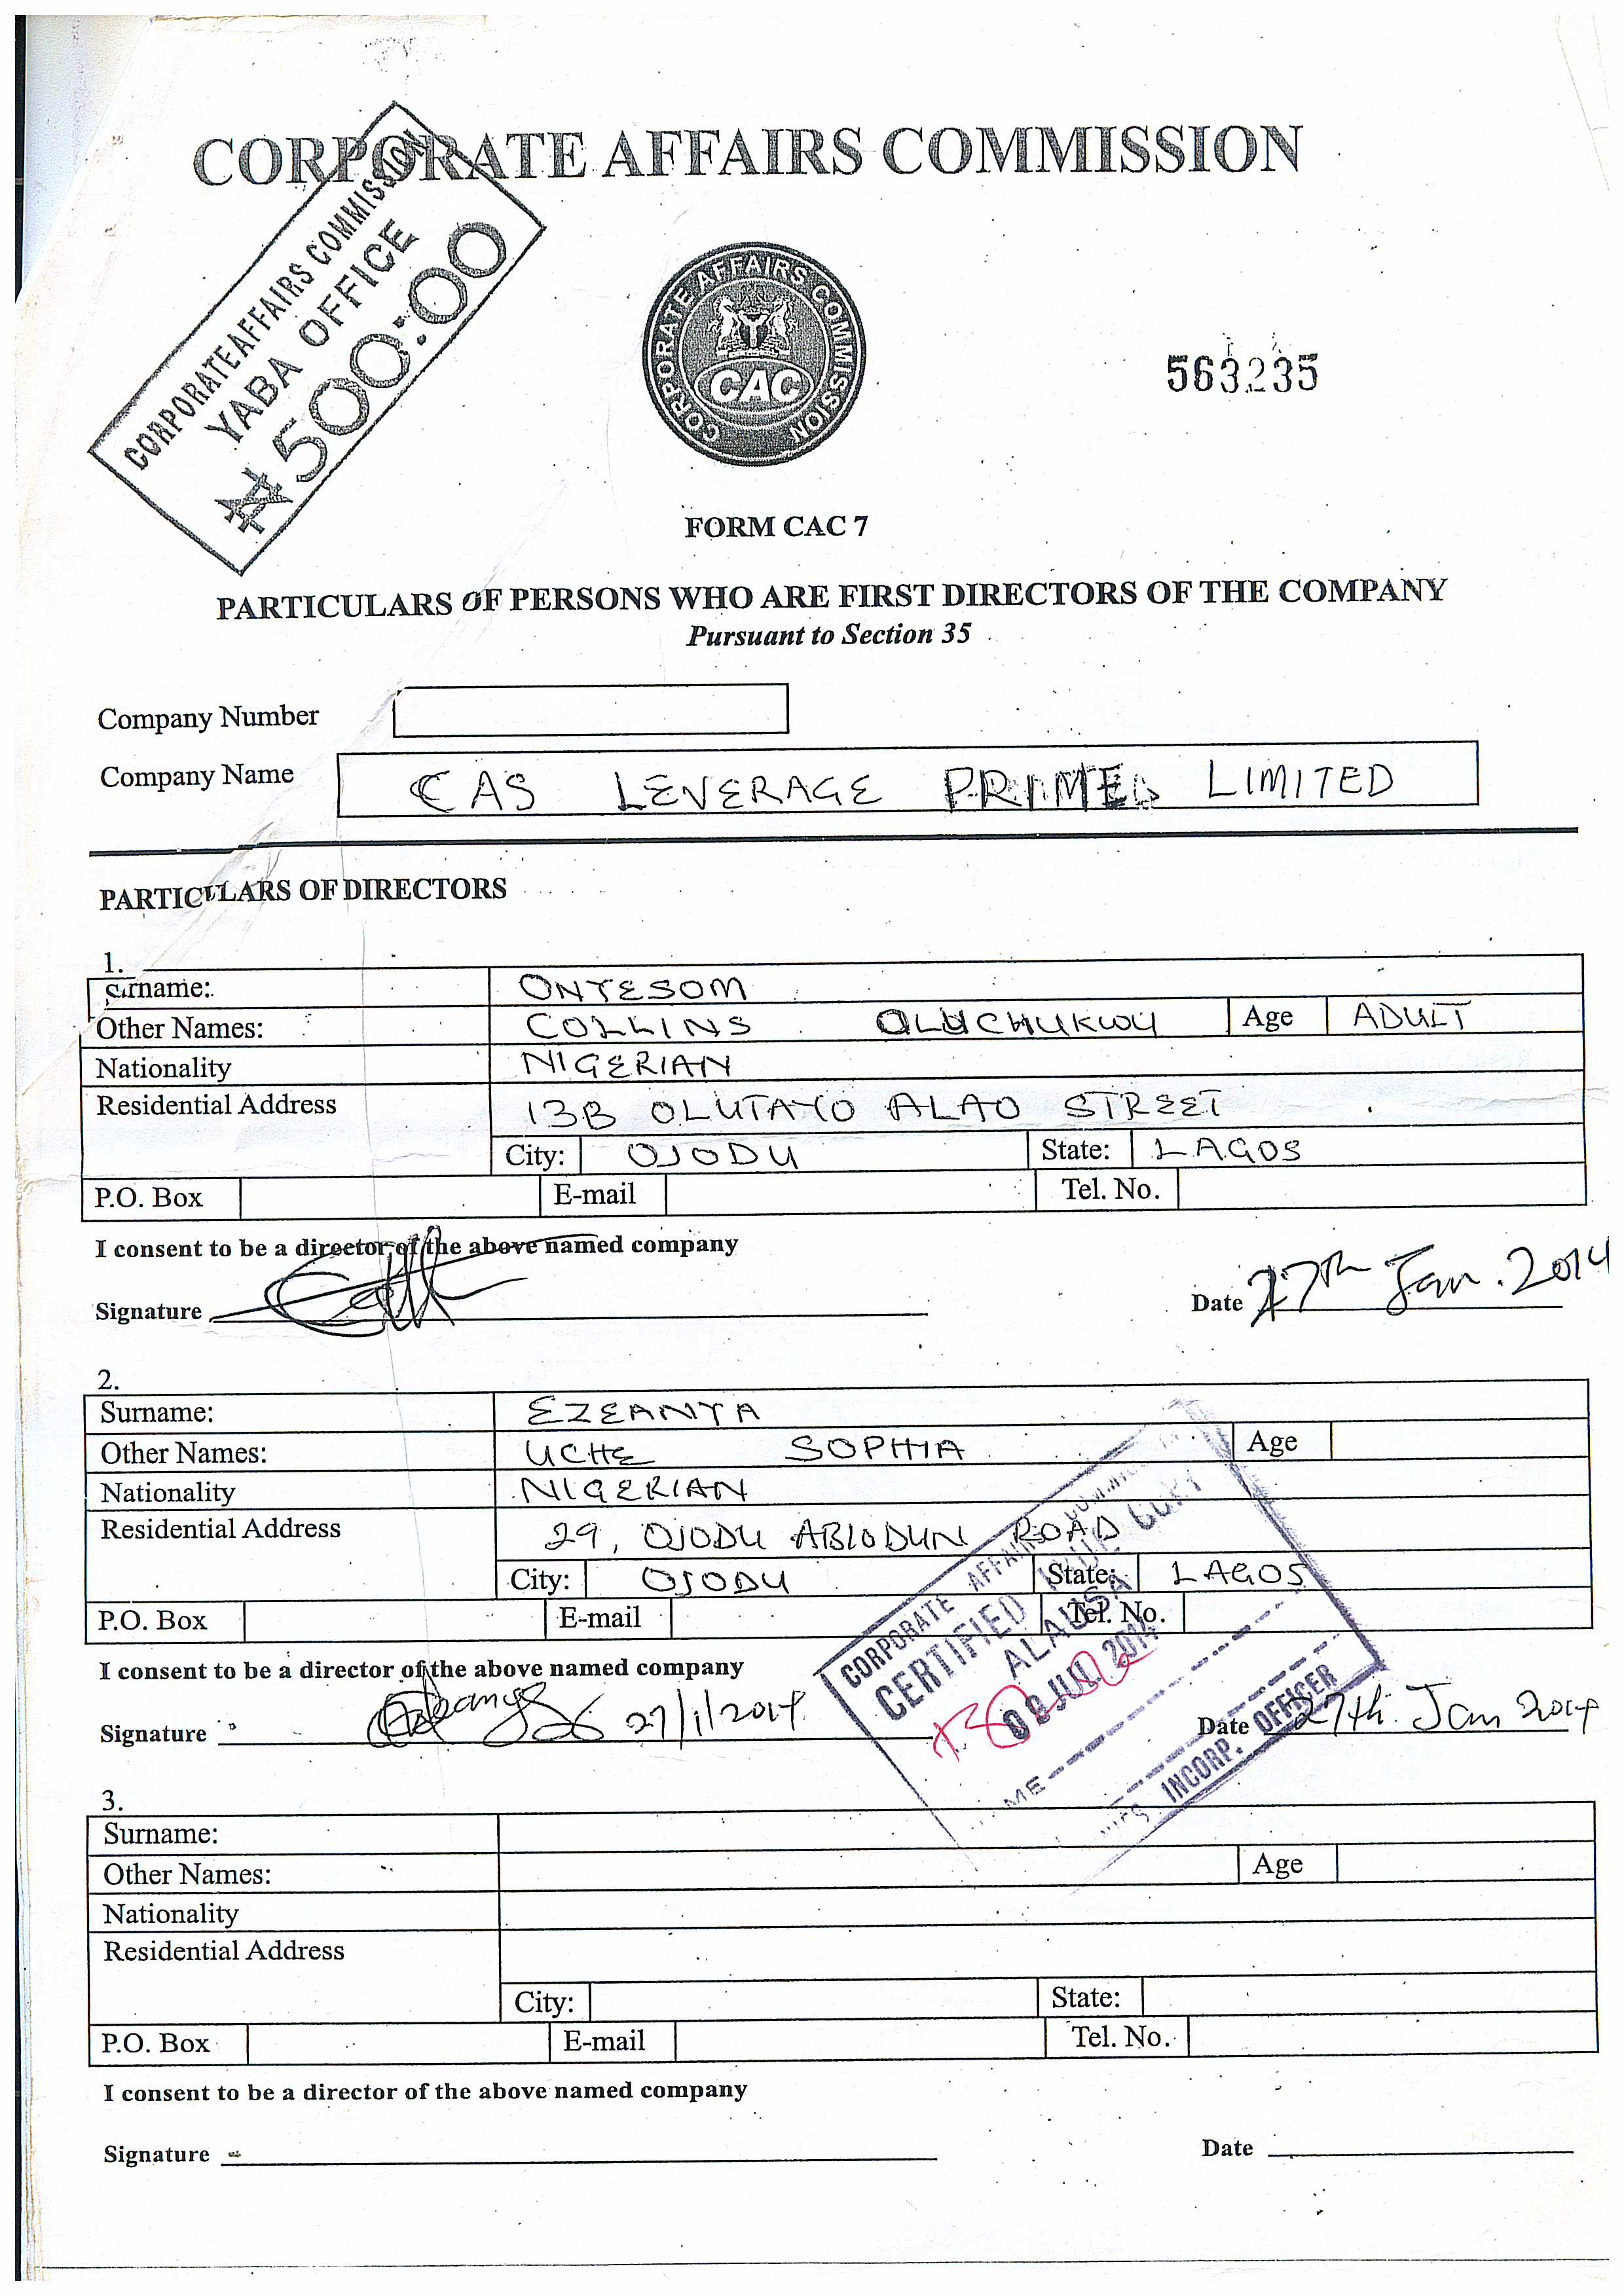 CORPORATE AFFAIRS COMMISSION
CORPORATE AFFAIRS COMMISSION
YABA OFFICE
₦500:00
CORPORATE AFFAIRS COMMISSION
CAC
563235
FORM CAC 7
PARTICULARS OF PERSONS WHO ARE FIRST DIRECTORS OF THE COMPANY
Pursuant to Section 35
Company Number
Company Name CAS LEVERAGE PRIME LIMITED
PARTICULARS OF DIRECTORS
1.
Surname: ONYESOM
Other Names: COLLINS OLUCHUKWU Age ADULT
Nationality NIGERIAN
Residential Address 13B OLUTAYO ALAO STREET
City: OJODU State: LAGOS
P.O. Box E-mail Tel. No.
I consent to be a director of the above named company
Signature Date 27th Jan. 2014
2.
Surname: EZEANYA
Other Names: UCHE SOPHIA Age
Nationality NIGERIAN
Residential Address 29, OJODU ABIODUN ROAD
City: OJODU State: LAGOS
P.O. Box E-mail Tel. No.
CORPORATE AFFAIRS
CERTIFIED TRUE COPY
ALAUSA
08 JUL 2014
INCORP. OFFICER
I consent to be a director of the above named company
Signature 27/1/2014 Date 27th Jan 2014
3.
Surname:
Other Names: Age
Nationality
Residential Address
City: State:
P.O. Box E-mail Tel. No.
I consent to be a director of the above named company
Signature Date